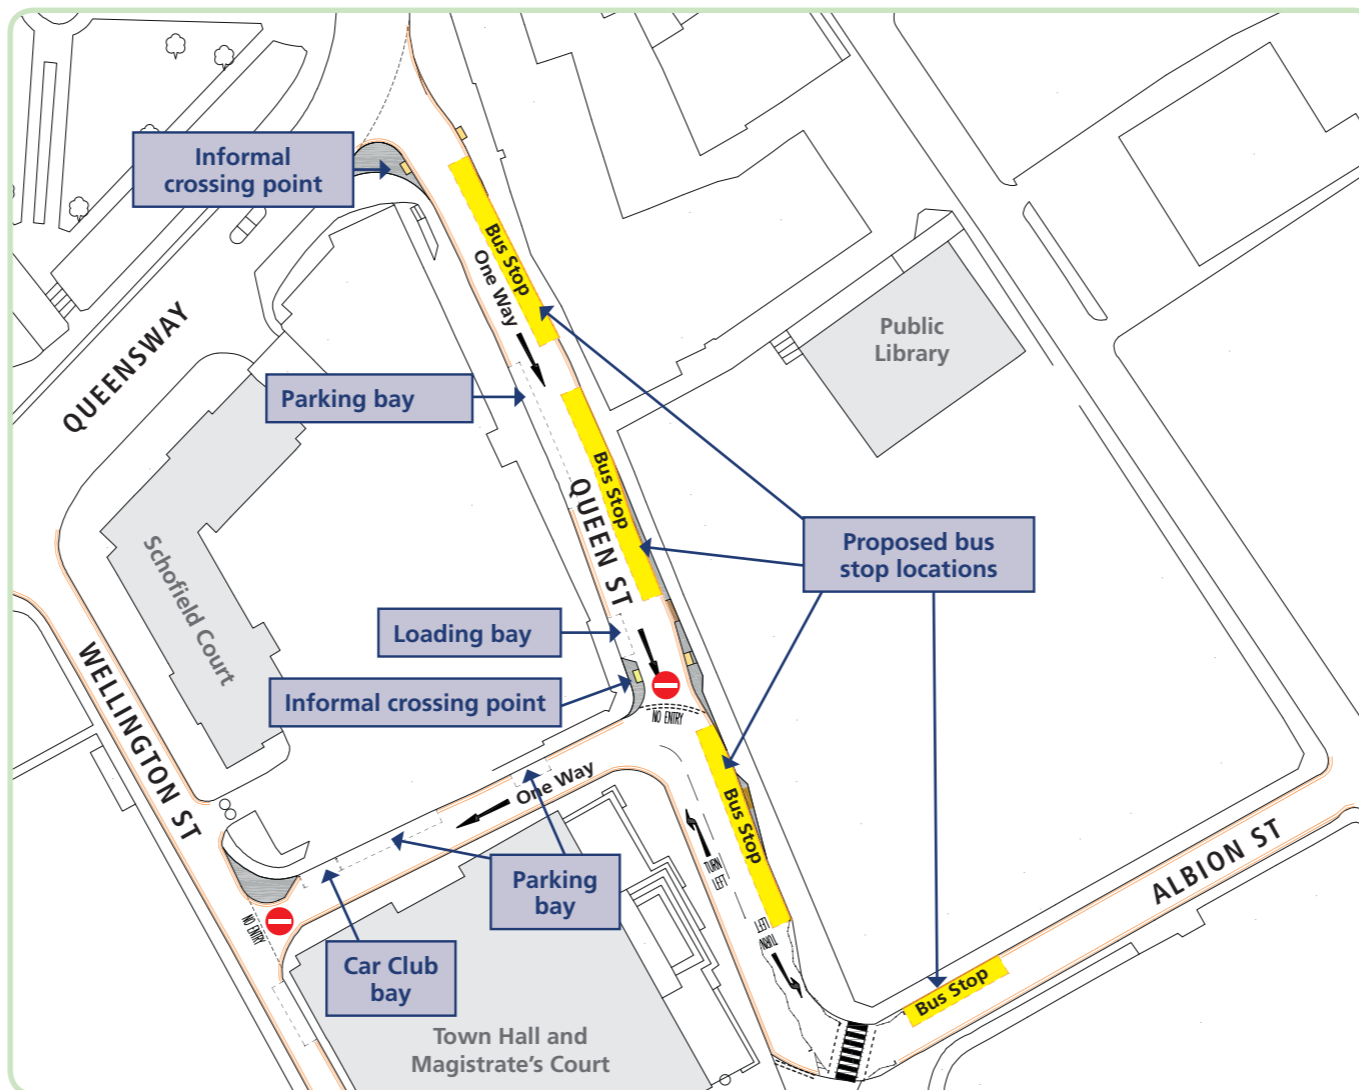 Informal
crossing point
Bus Stop
One Way
QUEENSWAY
Public
Library
Parking bay
Bus Stop
QUEEN ST
Proposed bus
stop locations
Schofield Court
Loading bay
WELLINGTON ST
Informal crossing point
NO ENTRY
One Way
Bus Stop
TURN
LEFT
Parking
bay
ALBION ST
NO ENTRY
TURN
LEFT
Car Club
bay
Bus Stop
Town Hall and
Magistrate's Court